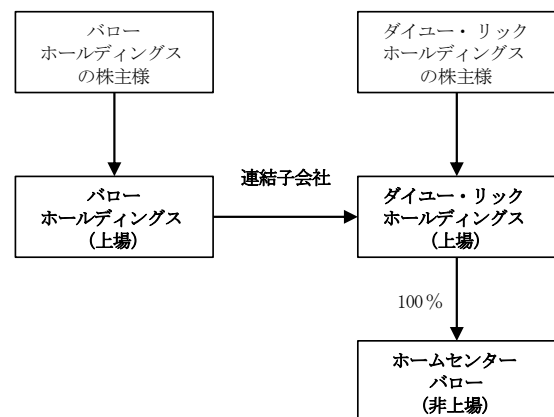 バロー
ホールディングス
の株主様
ダイユー・リック
ホールディングス
の株主様
連結子会社
バロー
ホールディングス
(上場)
ダイユー・リック
ホールディングス
(上場)
100%
ホームセンター
バロー
(非上場)